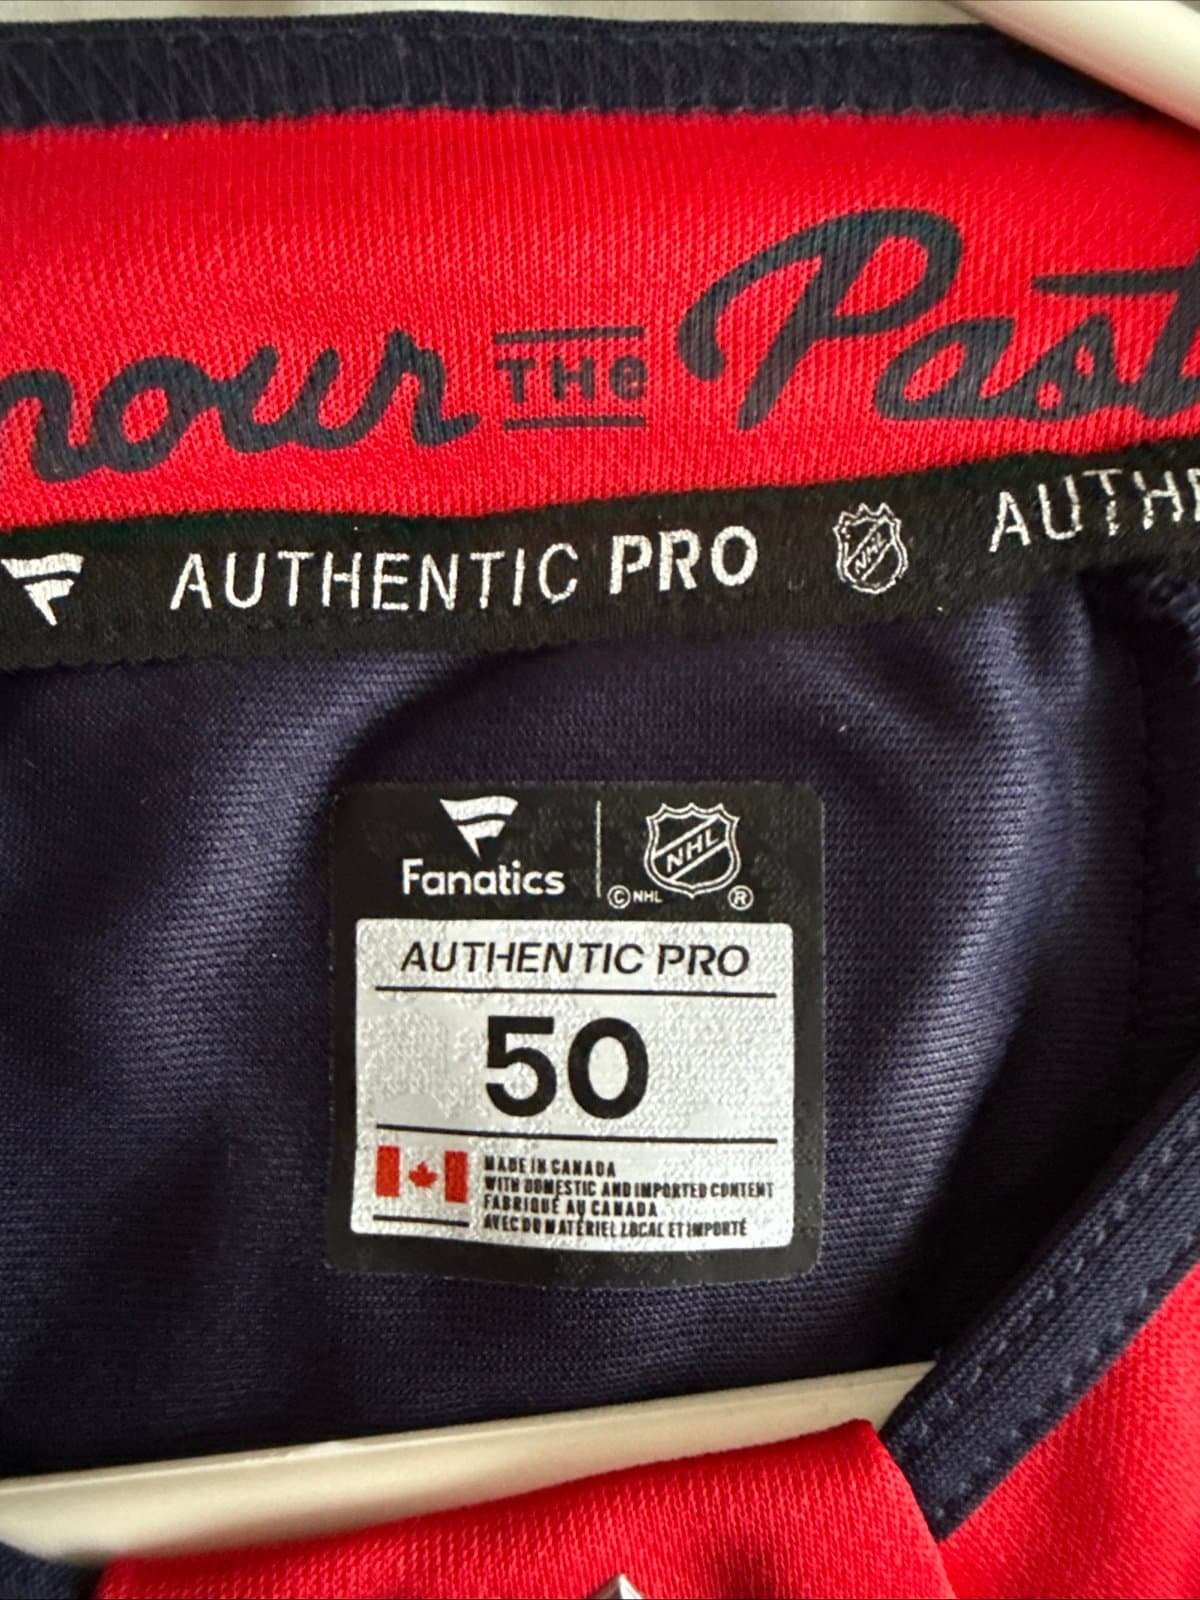 nour THE Past
AUTHENTIC PRO NHL AUTH
Fanatics NHL
© NHL ®
AUTHENTIC PRO
50
MADE IN CANADA
WITH DOMESTIC AND IMPORTED CONTENT
FABRIQUÉ AU CANADA
AVEC DU MATÉRIEL LOCAL ET IMPORTÉ